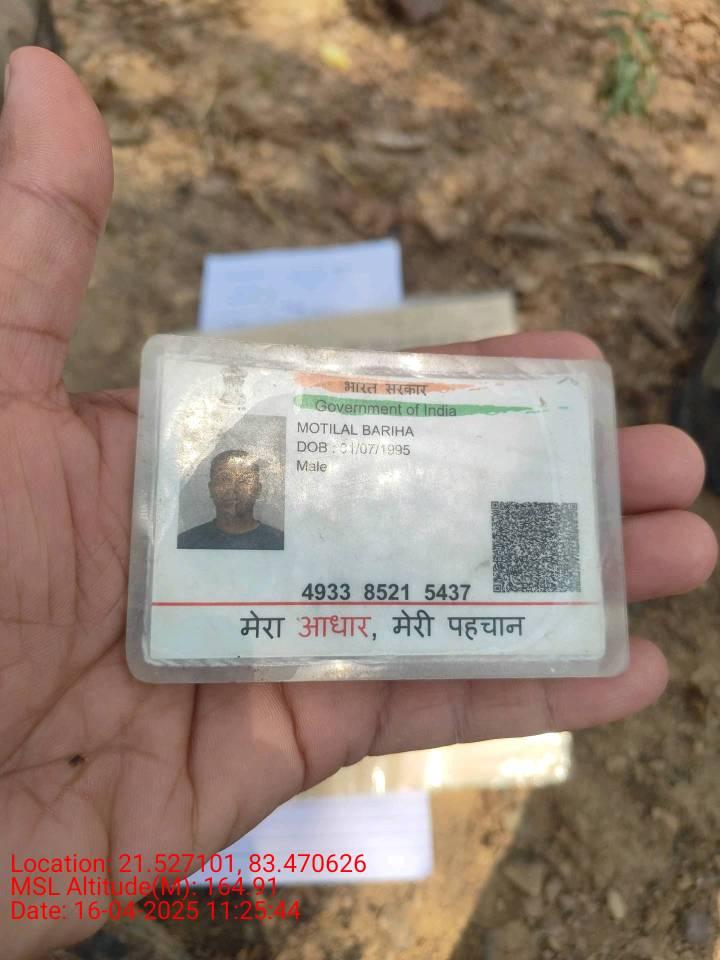 भारत सरकार
Government of India
MOTILAL BARIHA
DOB : 01/07/1995
Male
4933 8521 5437
मेरा आधार, मेरी पहचान
Location: 21.527101, 83.470626
MSL Altitude(M): 164.91
Date: 16-04-2025 11:25:44